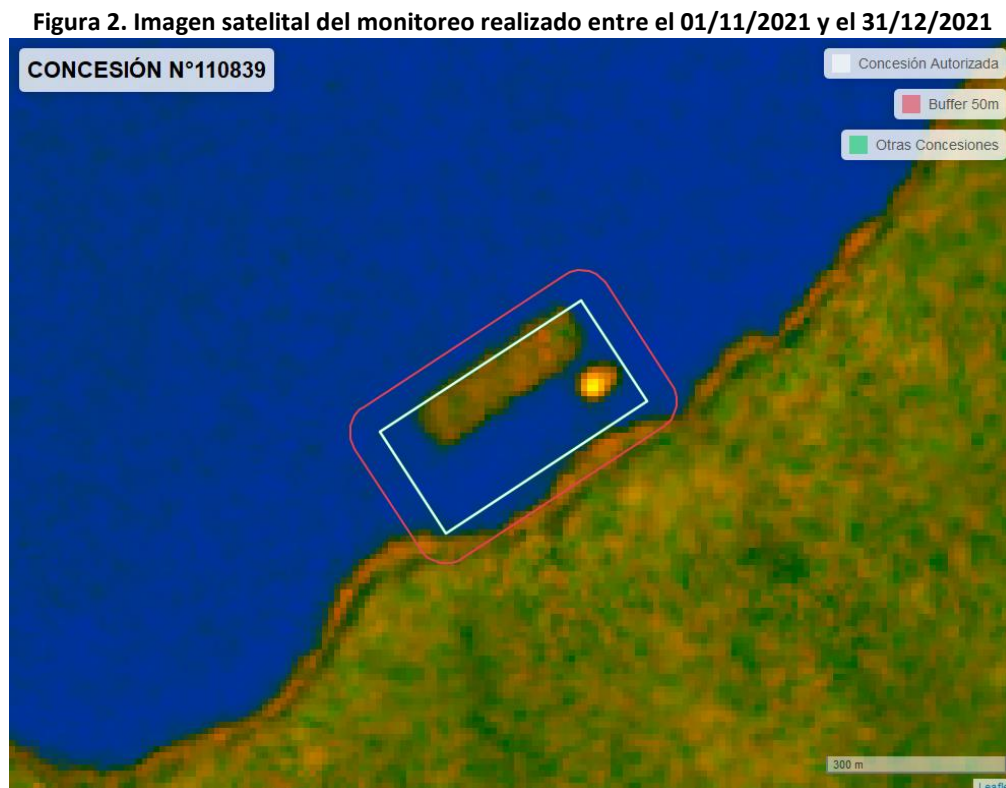 Figura 2. Imagen satelital del monitoreo realizado entre el 01/11/2021 y el 31/12/2021
CONCESIÓN N°110839
Concesión Autorizada
Buffer 50m
Otras Concesiones
300 m